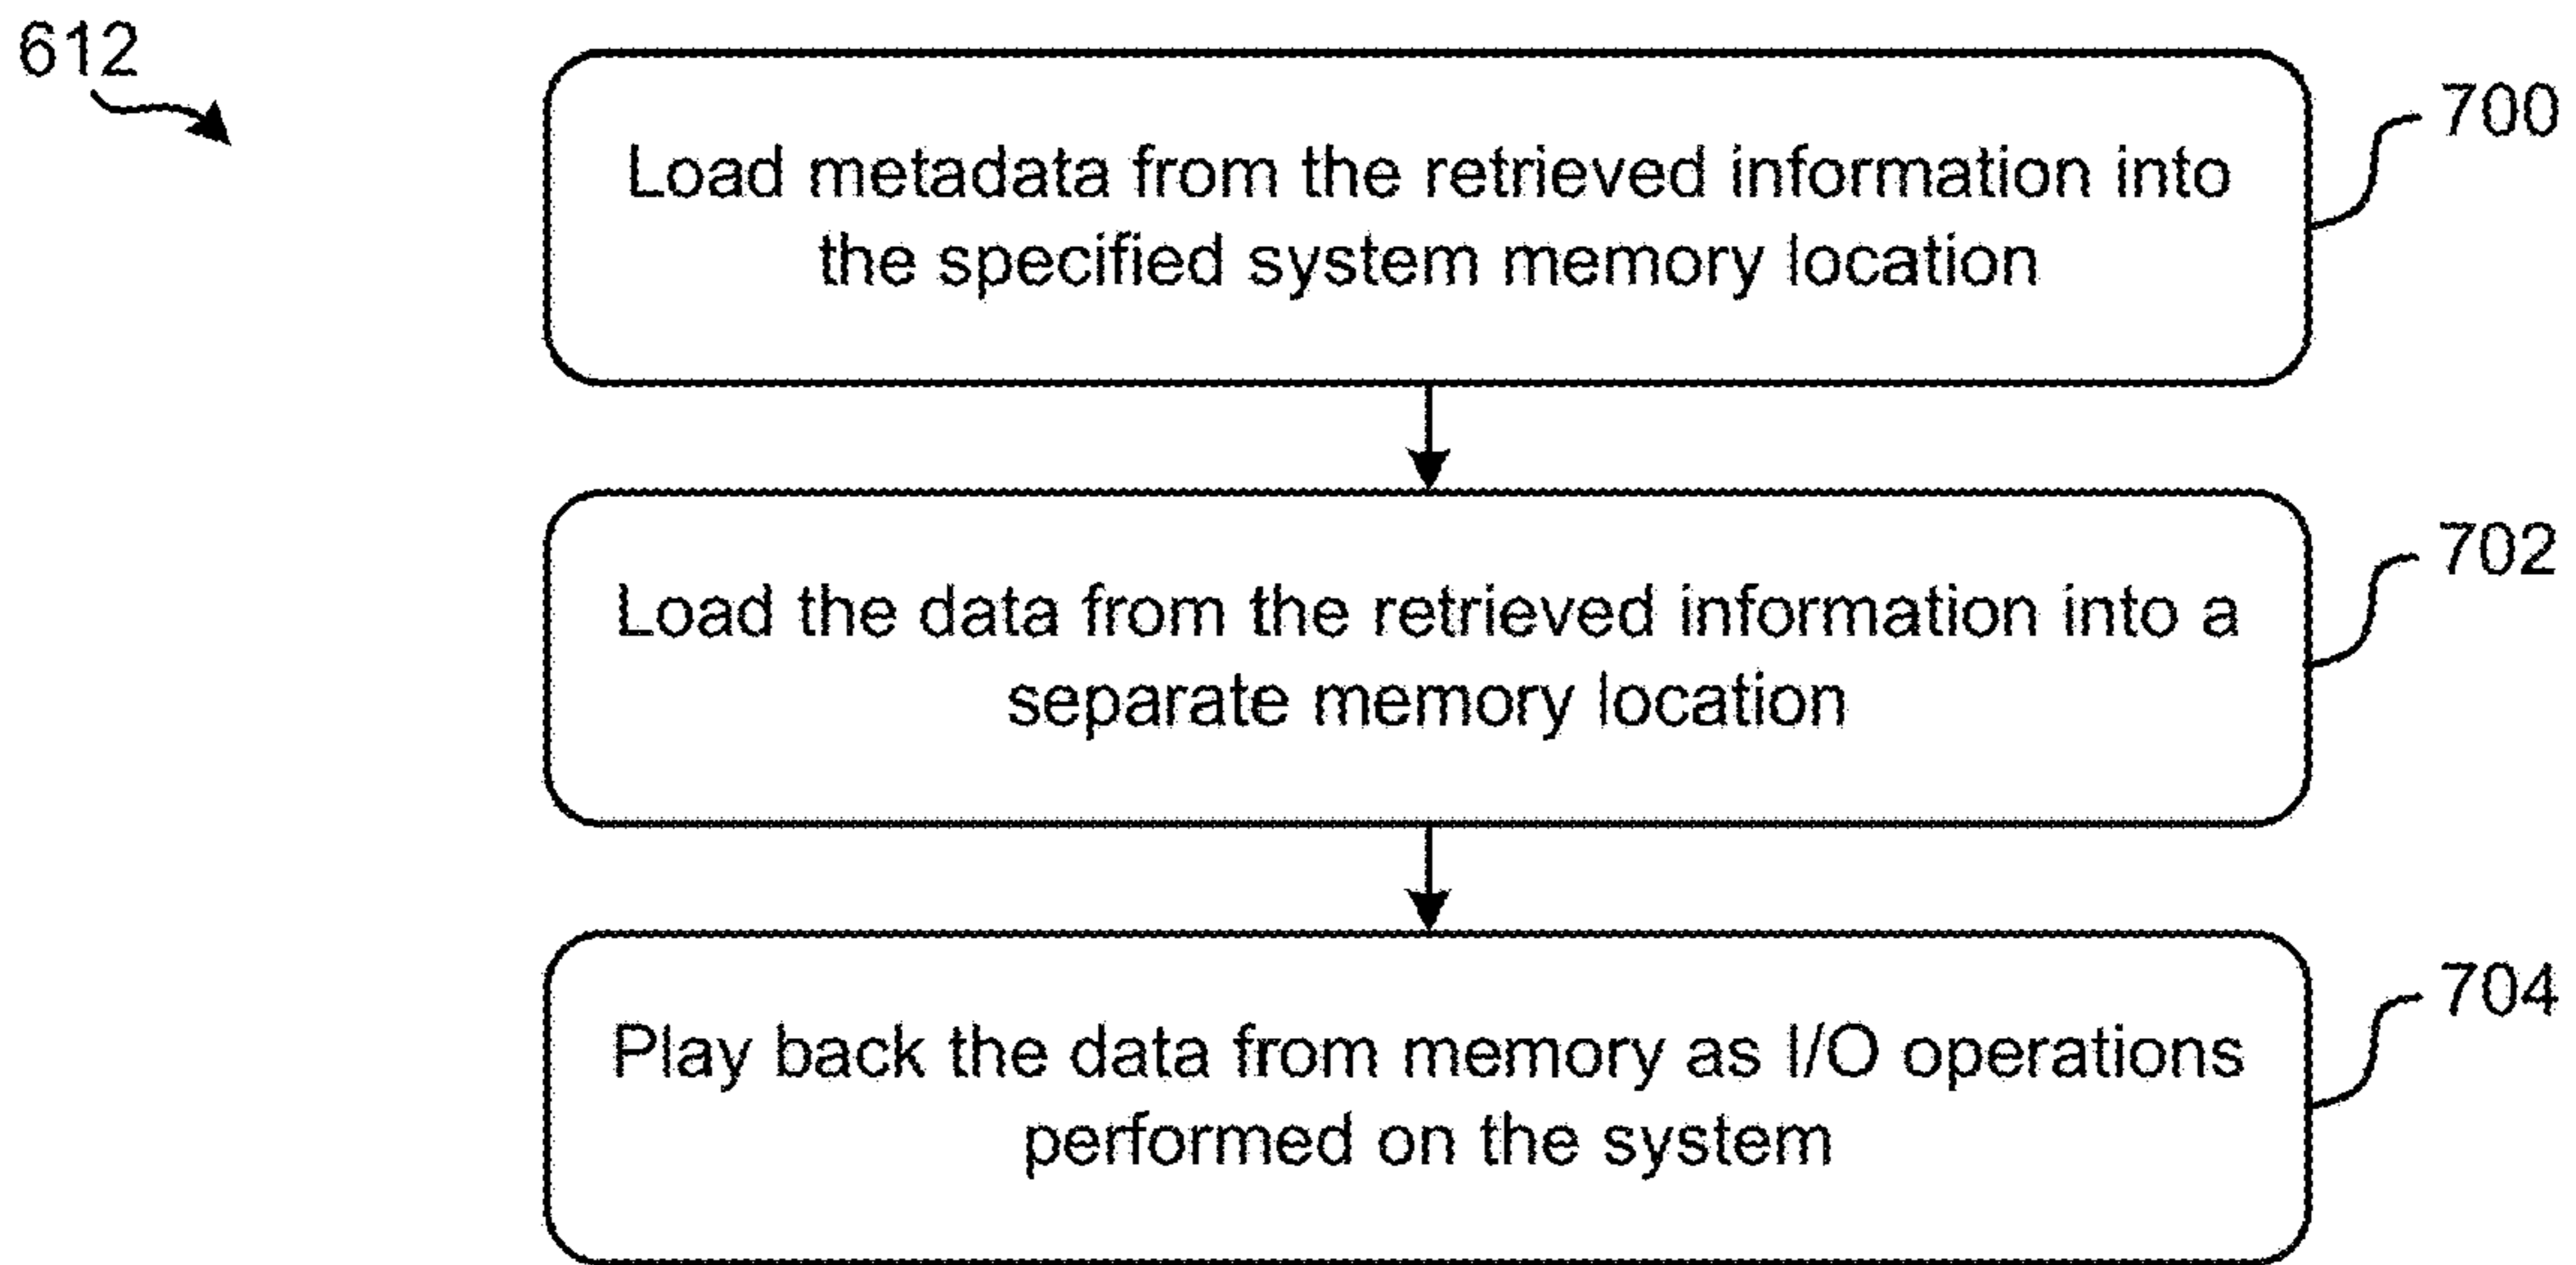 612
Load metadata from the retrieved information into
the specified system memory location
700
Load the data from the retrieved information into a
separate memory location
702
Play back the data from memory as I/O operations
performed on the system
704